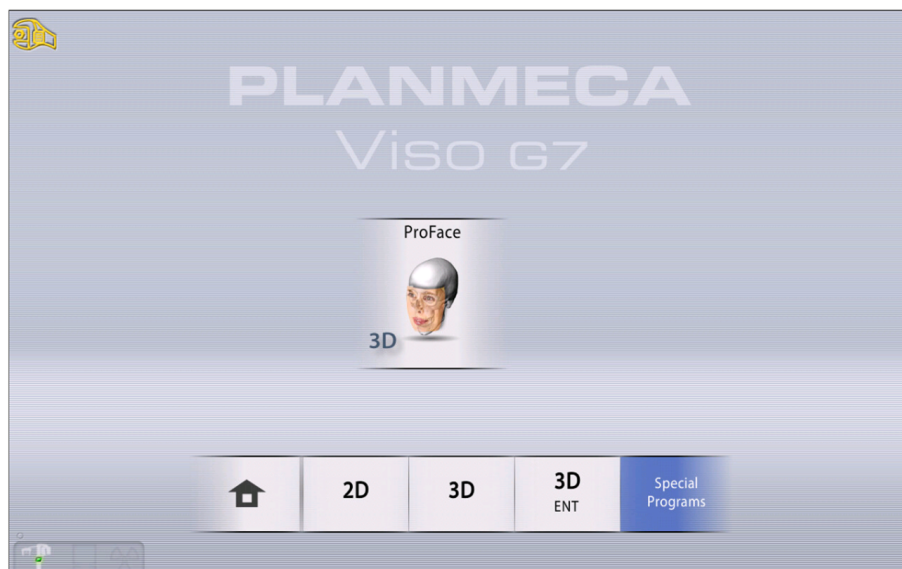 PLANMECA
Viso G7
ProFace
3D
2D
3D
3D
ENT
Special
Programs